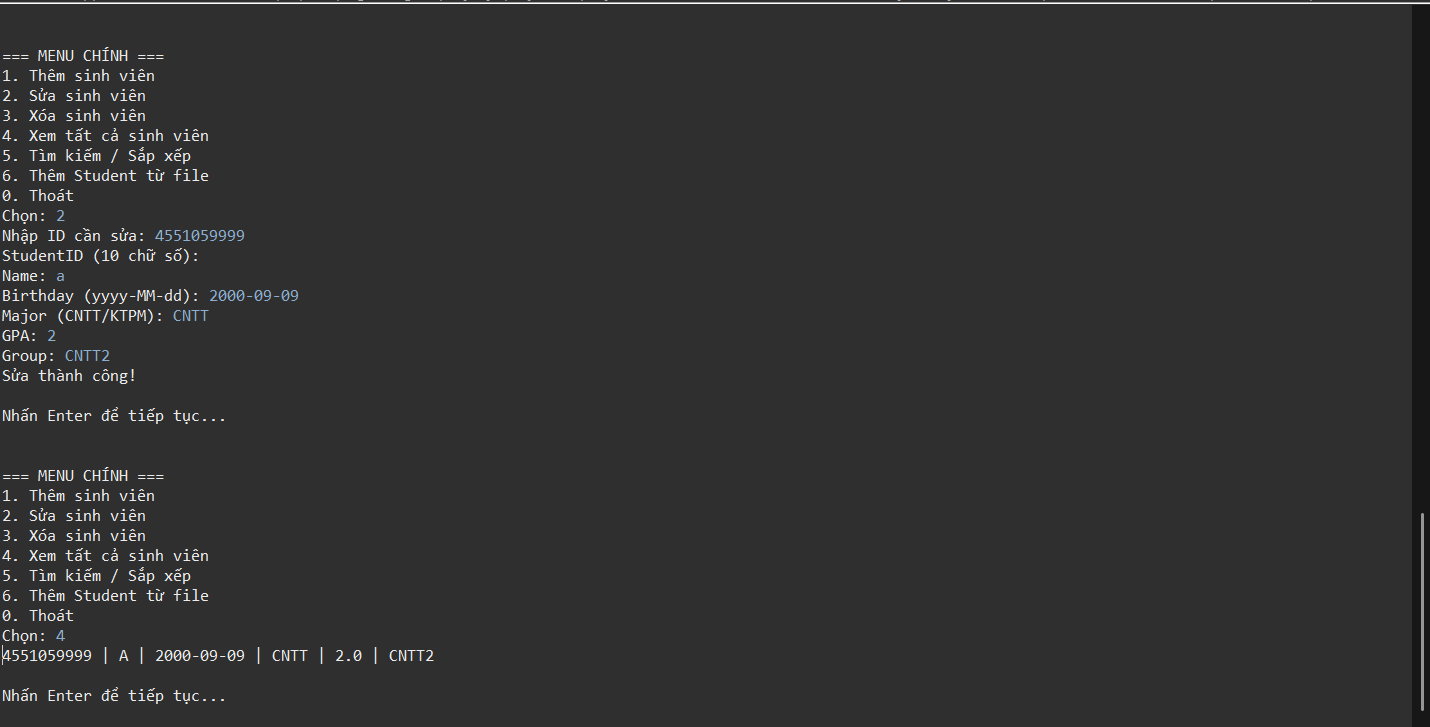 === MENU CHÍNH ===
1. Thêm sinh viên
2. Sửa sinh viên
3. Xóa sinh viên
4. Xem tất cả sinh viên
5. Tìm kiếm / Sắp xếp
6. Thêm Student từ file
0. Thoát
Chọn: 2
Nhập ID cần sửa: 4551059999
StudentID (10 chữ số):
Name: a
Birthday (yyyy-MM-dd): 2000-09-09
Major (CNTT/KTPM): CNTT
GPA: 2
Group: CNTT2
Sửa thành công!
Nhấn Enter để tiếp tục...
=== MENU CHÍNH ===
1. Thêm sinh viên
2. Sửa sinh viên
3. Xóa sinh viên
4. Xem tất cả sinh viên
5. Tìm kiếm / Sắp xếp
6. Thêm Student từ file
0. Thoát
Chọn: 4
4551059999 | A | 2000-09-09 | CNTT | 2.0 | CNTT2
Nhấn Enter để tiếp tục...